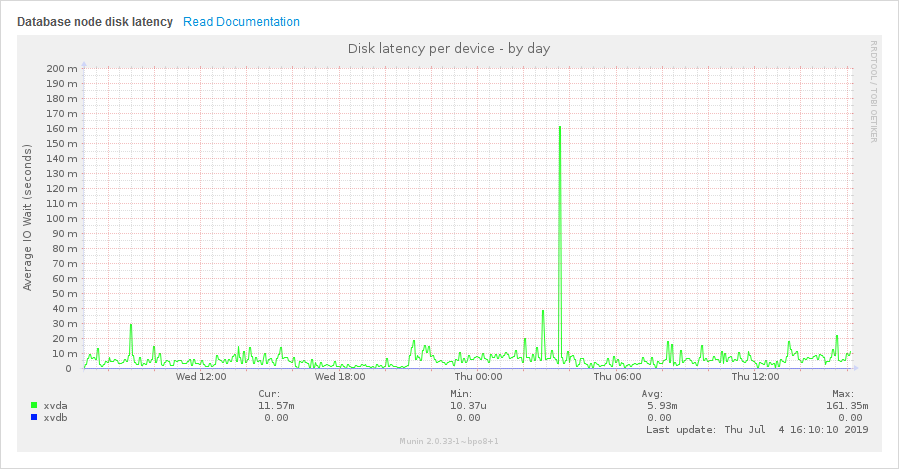 Database node disk latency Read Documentation
Disk latency per device - by day
RRDTOOL / TOBI OETIKER
Average IO Wait (seconds)
200 m
190 m
180 m
170 m
160 m
150 m
140 m
130 m
120 m
110 m
100 m
90 m
80 m
70 m
60 m
50 m
40 m
30 m
20 m
10 m
0
Wed 12:00 Wed 18:00 Thu 00:00 Thu 06:00 Thu 12:00
Cur: Min: Avg: Max:
xvda 11.57m 10.37u 5.93m 161.35m
xvdb 0.00 0.00 0.00 0.00
Last update: Thu Jul 4 16:10:10 2019
Munin 2.0.33-1~bpo8+1